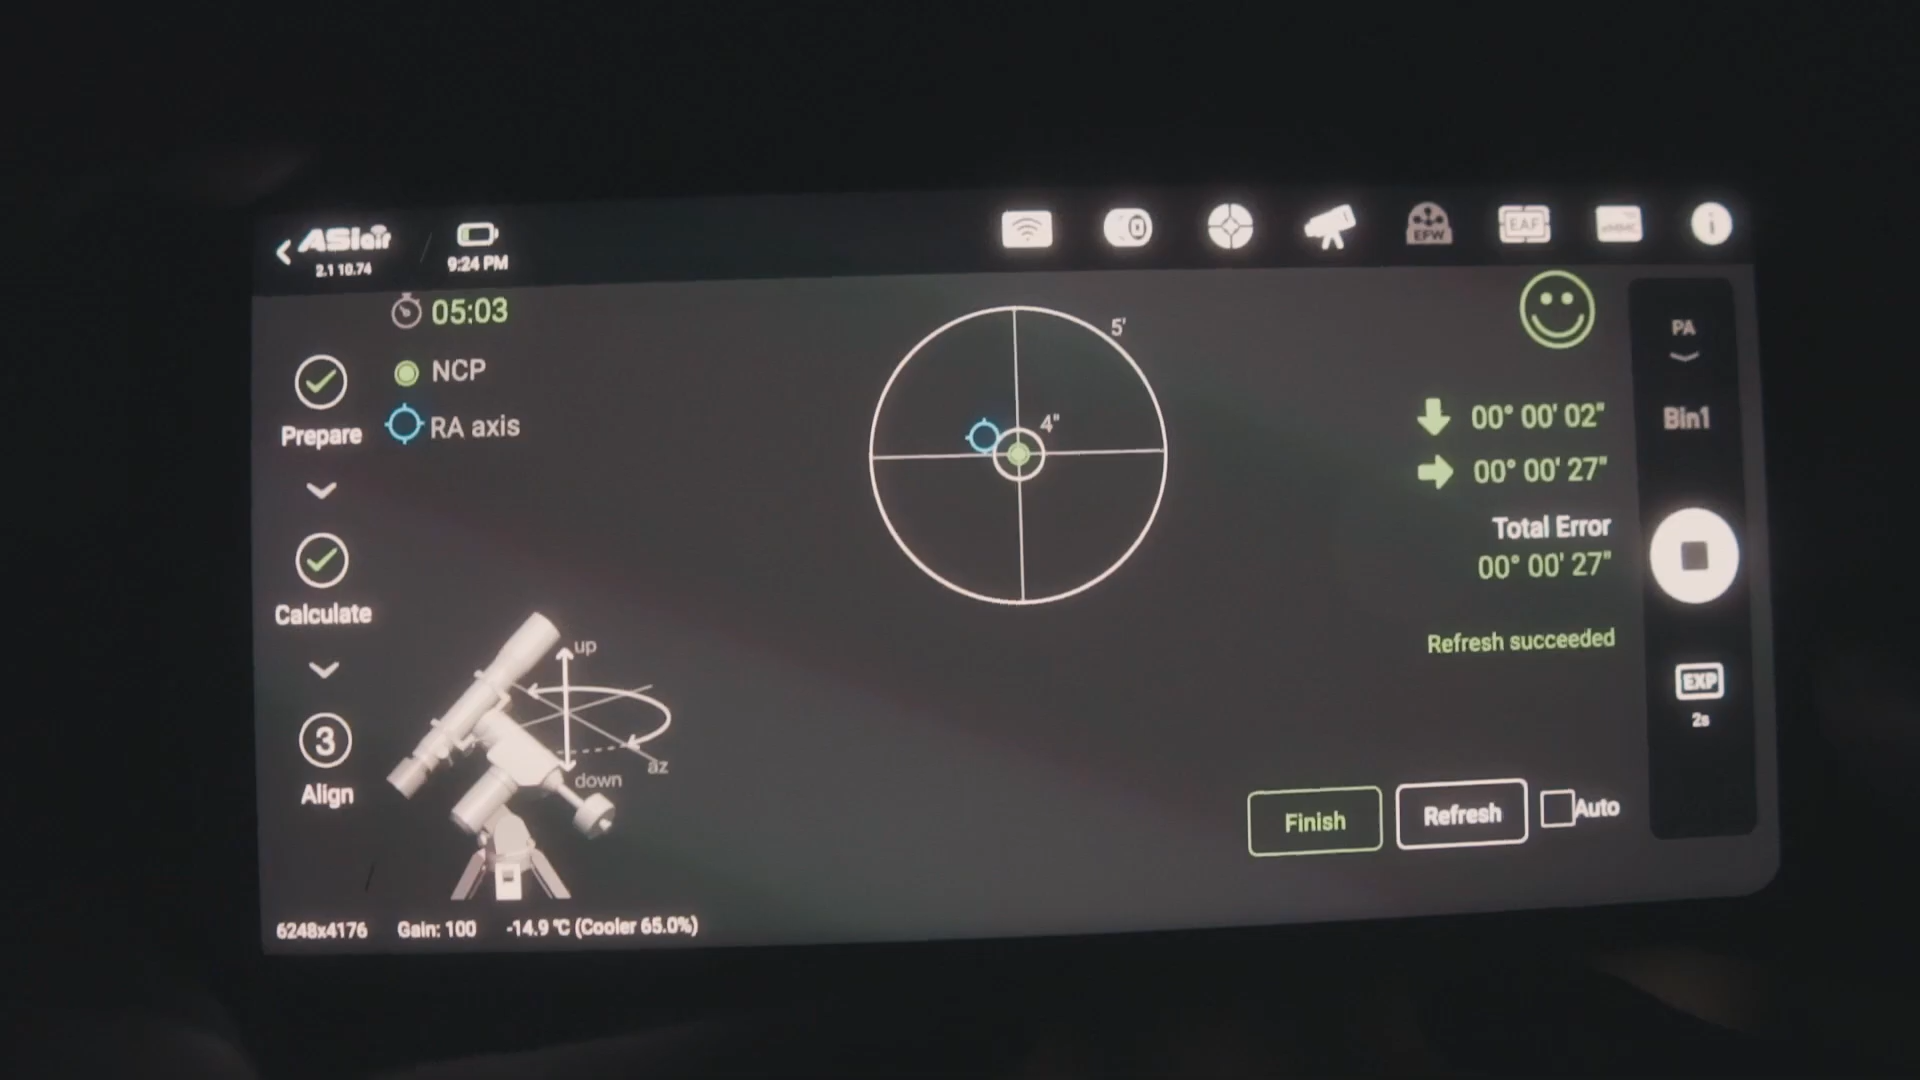 ASIair
2.1 10.74
9:24 PM
EFW
EAF
eMMC
05:03
NCP
RA axis
Prepare
Calculate
3
Align
up
down
az
5'
4"
00° 00' 02"
00° 00' 27"
Total Error
00° 00' 27"
Refresh succeeded
Finish
Refresh
Auto
PA
Bin1
EXP
2s
6248x4176 Gain: 100 -14.9 ℃ (Cooler 65.0%)